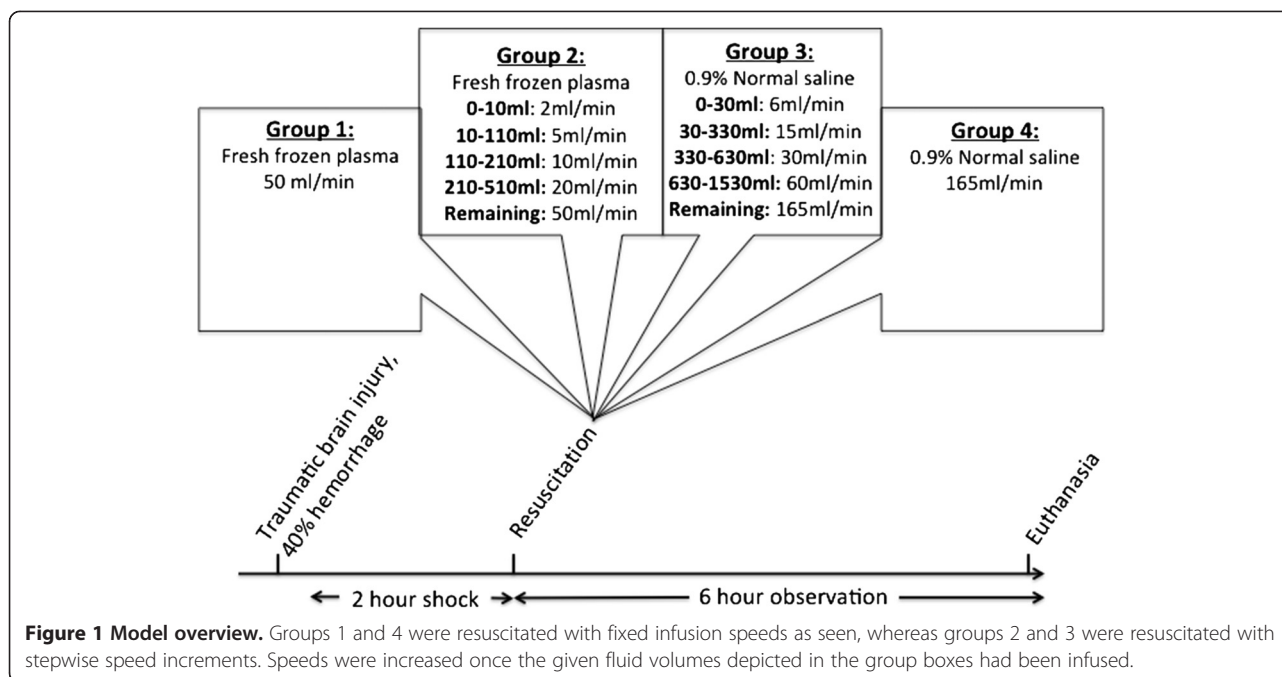 Group 1:
Fresh frozen plasma
50 ml/min
Group 2:
Fresh frozen plasma
0-10ml: 2ml/min
10-110ml: 5ml/min
110-210ml: 10ml/min
210-510ml: 20ml/min
Remaining: 50ml/min
Group 3:
0.9% Normal saline
0-30ml: 6ml/min
30-330ml: 15ml/min
330-630ml: 30ml/min
630-1530ml: 60ml/min
Remaining: 165ml/min
Group 4:
0.9% Normal saline
165ml/min
Traumatic brain injury,
40% hemorrhage
Resuscitation
Euthanasia
2 hour shock
6 hour observation
Figure 1 Model overview. Groups 1 and 4 were resuscitated with fixed infusion speeds as seen, whereas groups 2 and 3 were resuscitated with
stepwise speed increments. Speeds were increased once the given fluid volumes depicted in the group boxes had been infused.